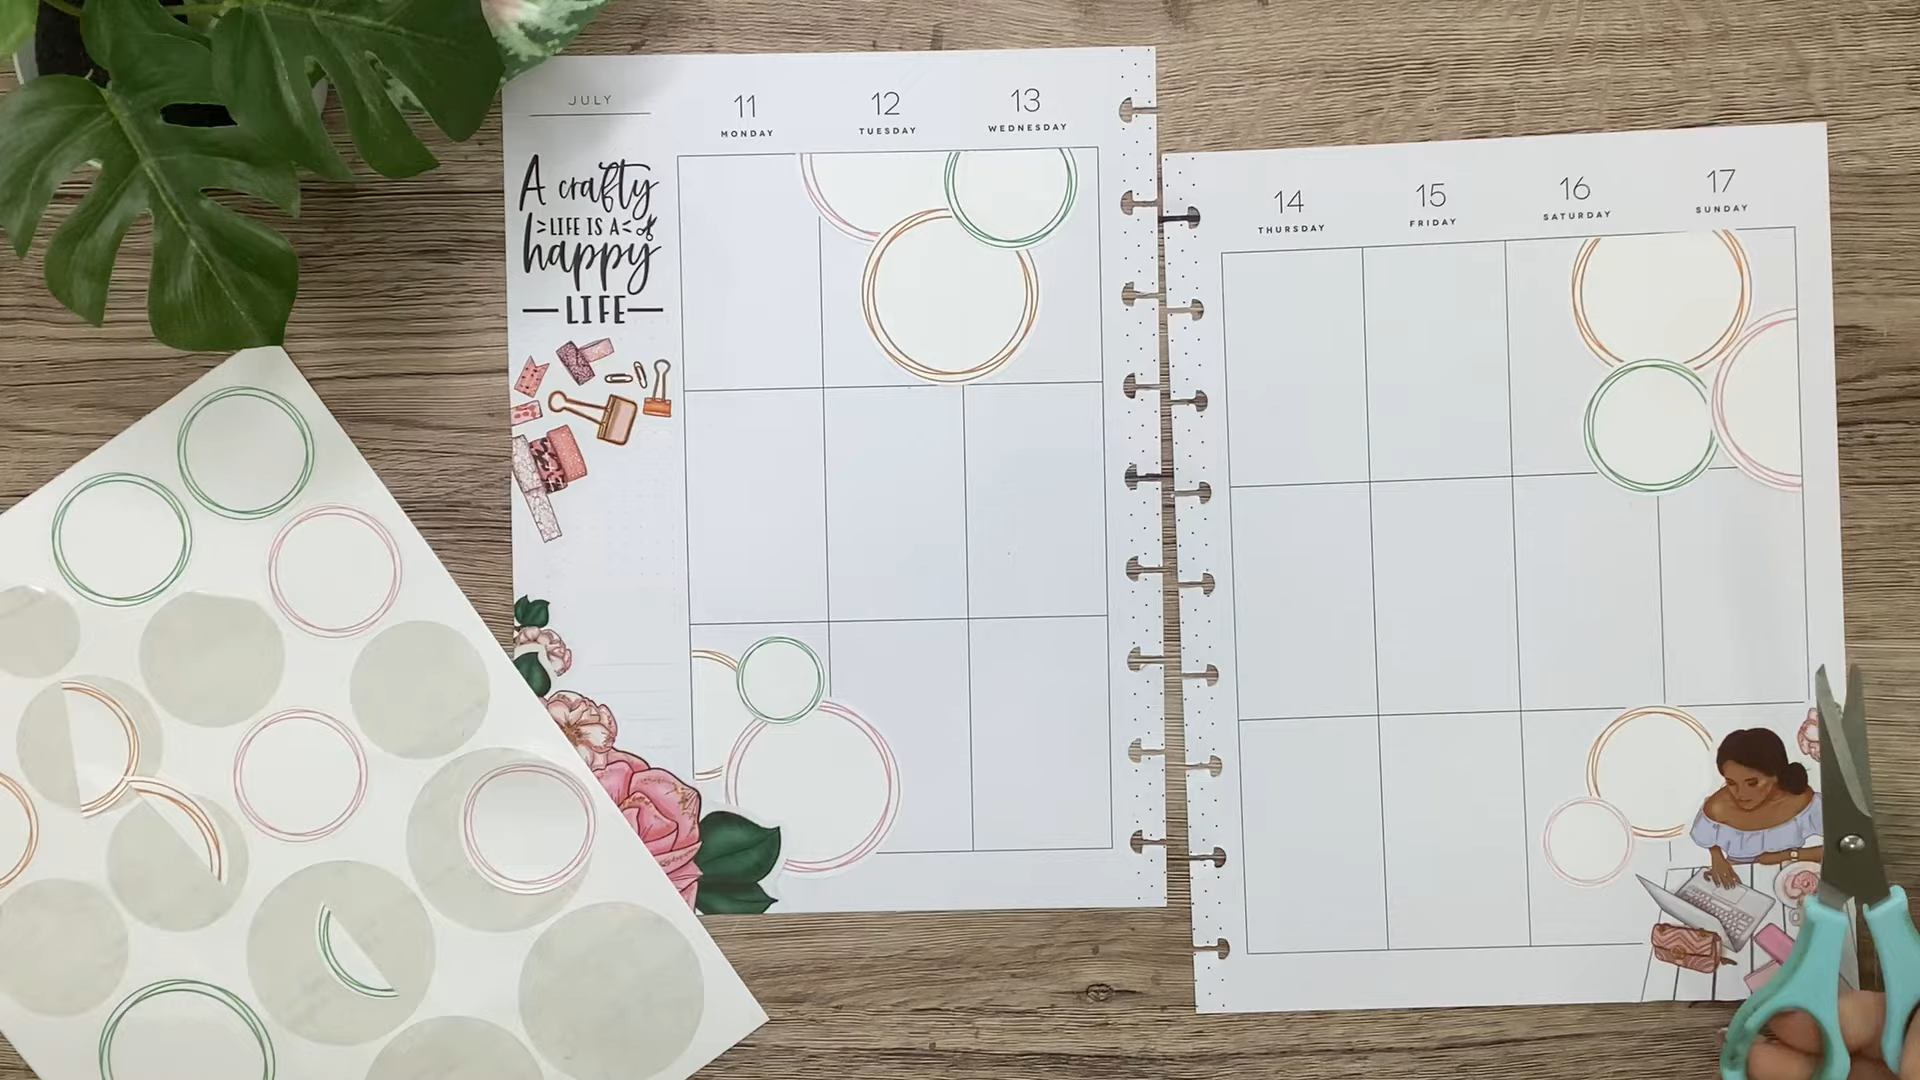 JULY
11
MONDAY
12
TUESDAY
13
WEDNESDAY
A crafty
LIFE IS A
happy
LIFE
14
THURSDAY
15
FRIDAY
16
SATURDAY
17
SUNDAY